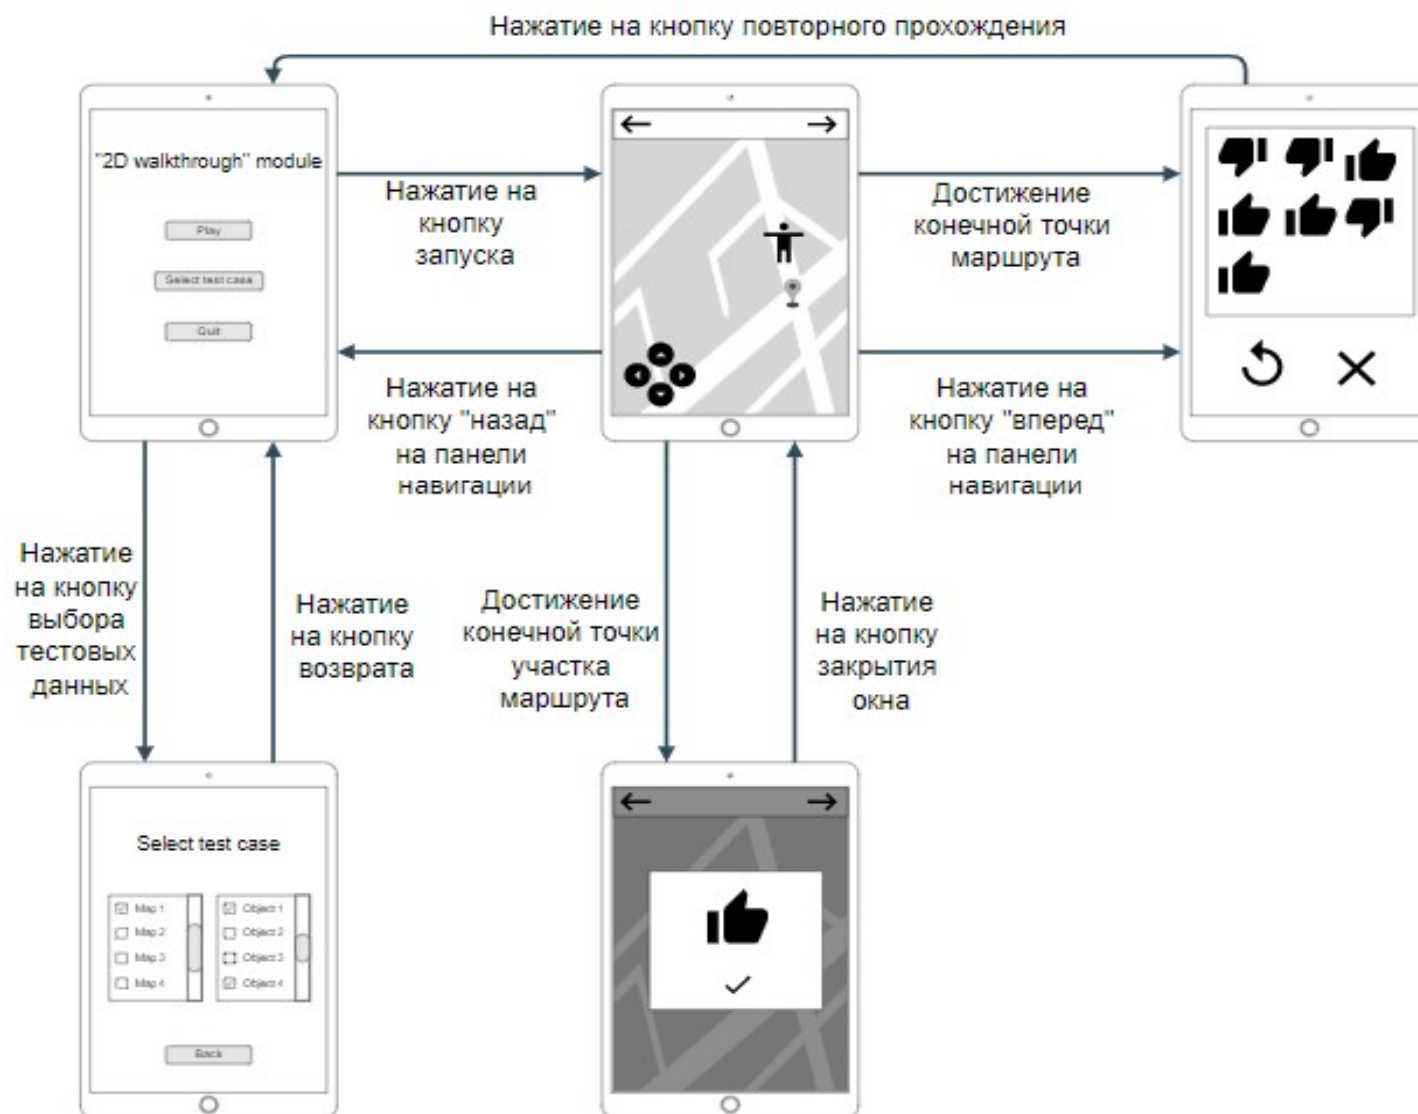 Нажатие на кнопку повторного прохождения
"2D walkthrough" module
Play
Select test case
Quit
Нажатие на
кнопку
запуска
Достижение
конечной точки
маршрута
Нажатие на
кнопку "назад"
на панели
навигации
Нажатие на
кнопку "вперед"
на панели
навигации
Нажатие
на кнопку
выбора
тестовых
данных
Нажатие
на кнопку
возврата
Достижение
конечной точки
участка
маршрута
Нажатие
на кнопку
закрытия
окна
Select test case
Map 1
Map 2
Map 3
Map 4
Object 1
Object 2
Object 3
Object 4
Back